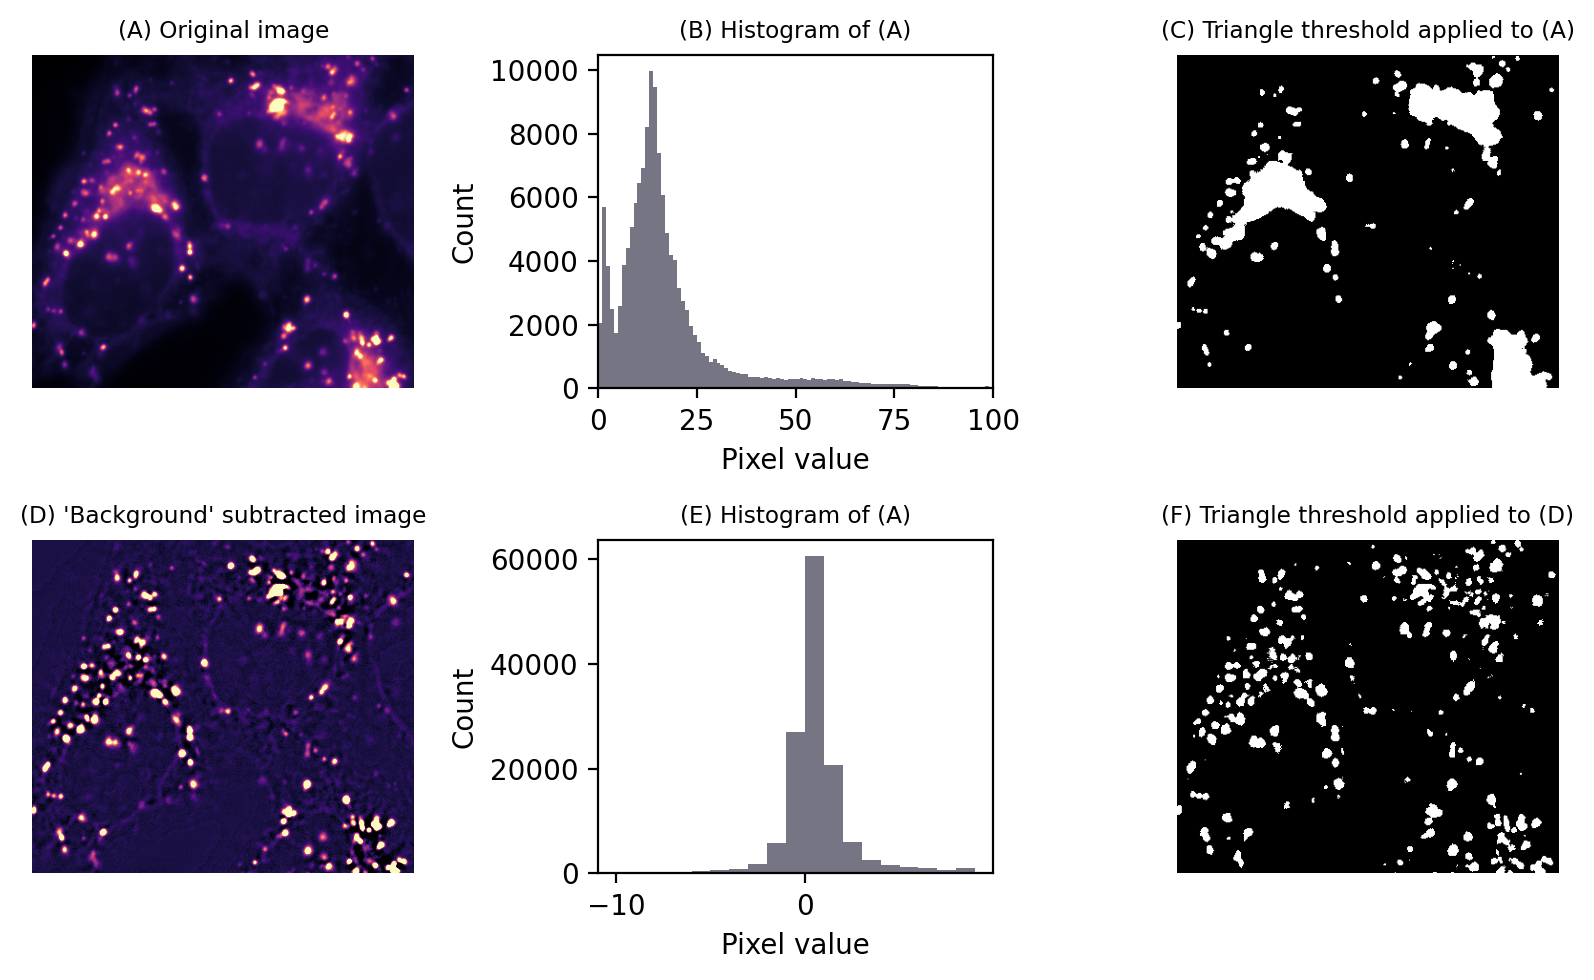 (A) Original image
(B) Histogram of (A)
(C) Triangle threshold applied to (A)
10000
8000
6000
4000
2000
0
Count
0 25 50 75 100
Pixel value
(D) 'Background' subtracted image
(E) Histogram of (A)
(F) Triangle threshold applied to (D)
60000
40000
20000
0
Count
−10 0
Pixel value